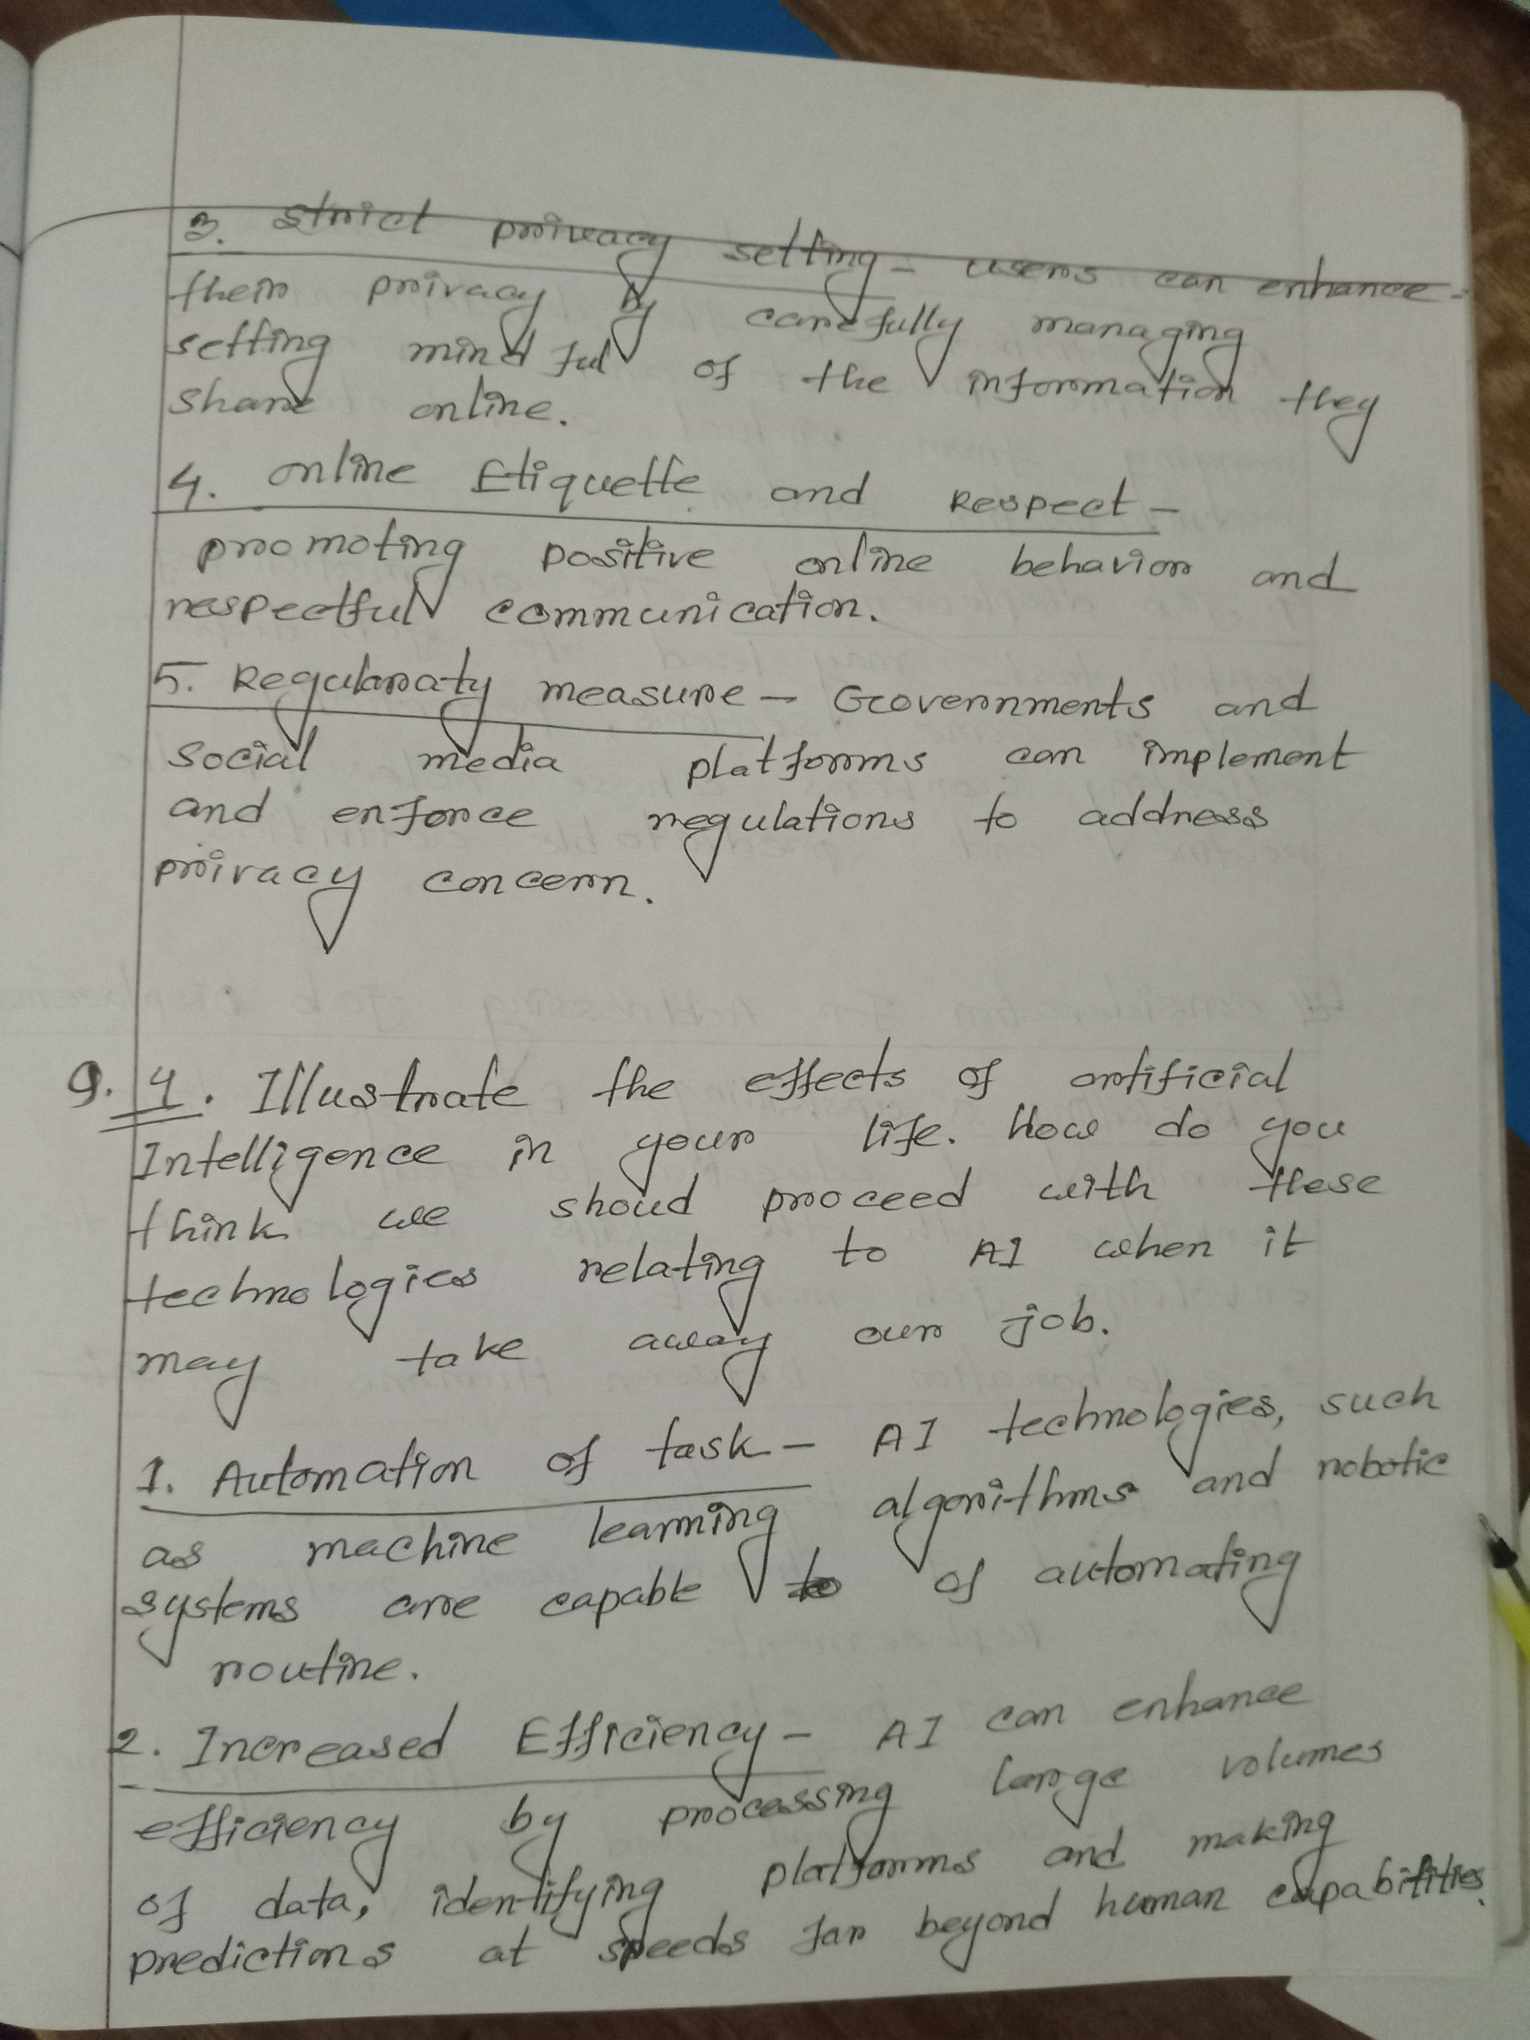 3. Strict privacy setting - users can enhance
their privacy by carefully managing
setting mindful of the information they
share online.
4. Online Etiquette and Respect -
promoting positive online behavior and
respectful communication.
5. Regularaty measure - Governments and
social media platforms can implement
and enforce regulations to address
privacy concern.
Q. 4. Illustrate the effects of artificial
Intelligence in your life. How do you
think we shoud proceed with these
technologies relating to AI when it
may take away our job.
1. Automation of task - AI technologies, such
as machine learning algorithms and robotic
systems are capable to of automating
routine.
2. Increased Efficiency - AI can enhance
efficiency by processing large volumes
of data, identifying platforms and making
predictions at speeds far beyond human capabilities.